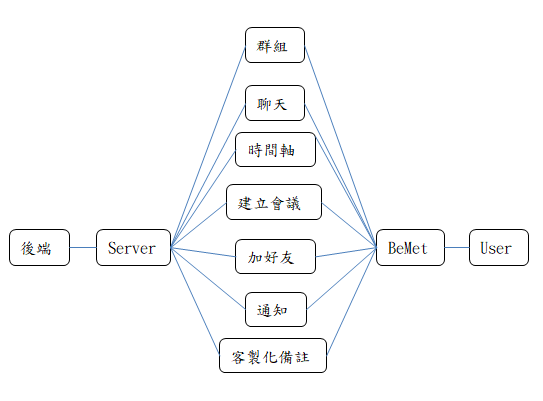 群組
聊天
時間軸
建立會議
後端
Server
加好友
BeMet
User
通知
客製化備註